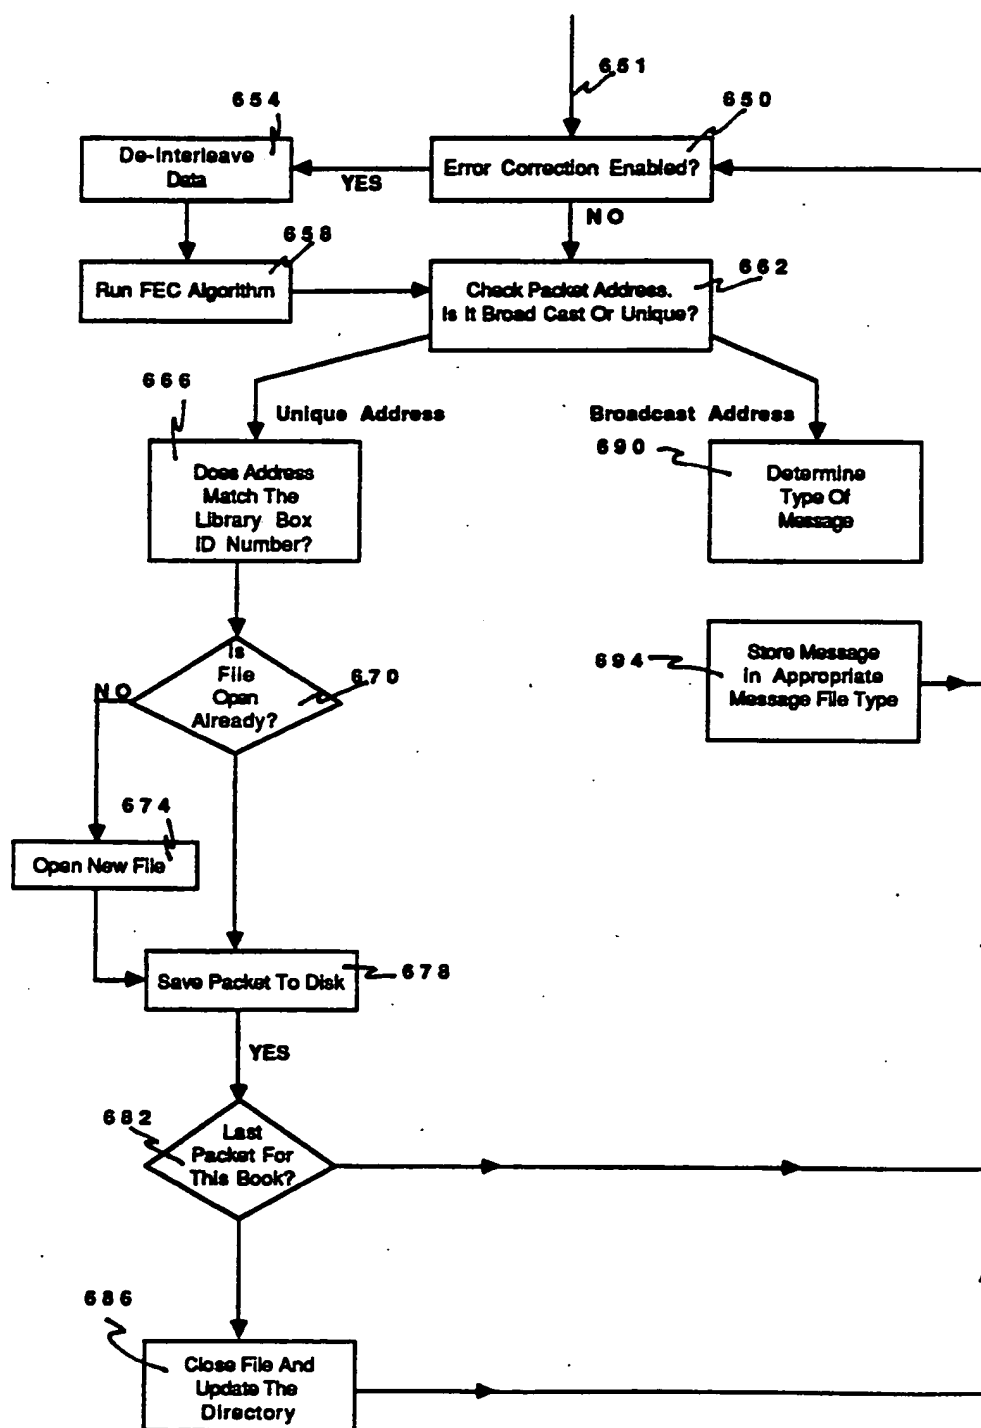 651
654
650
De-Interleave
Data
YES
Error Correction Enabled?
NO
658
662
Run FEC Algorithm
Check Packet Address.
Is It Broad Cast Or Unique?
666
Unique Address
Broadcast Address
690
Does Address
Match The
Library Box
ID Number?
Determine
Type Of
Message
Is
File
Open
Already?
670
NO
694
Store Message
In Appropriate
Message File Type
674
Open New File
Save Packet To Disk
678
YES
682
Last
Packet For
This Book?
686
Close File And
Update The
Directory